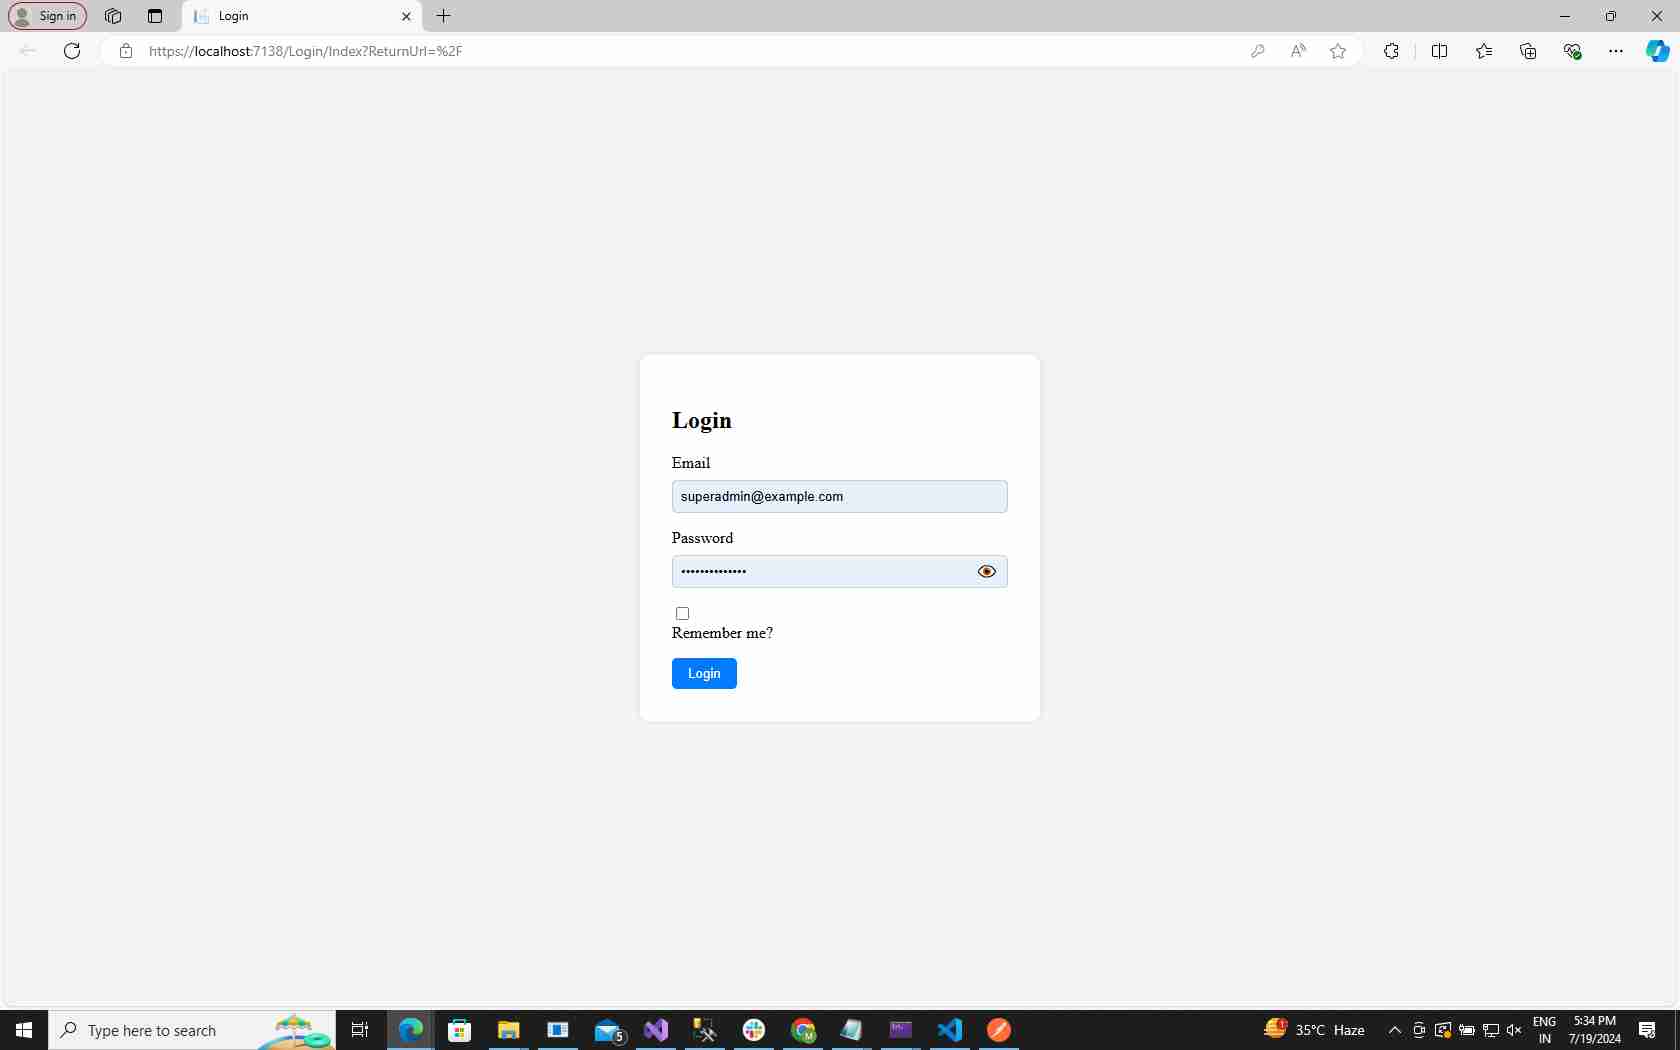 Sign in
Login
https://localhost:7138/Login/Index?ReturnUrl=%2F
Login
Email
superadmin@example.com
Password
••••••••••••••
Remember me?
Login
Type here to search
5
1
35°C Haze
ENG
IN
5:34 PM
7/19/2024